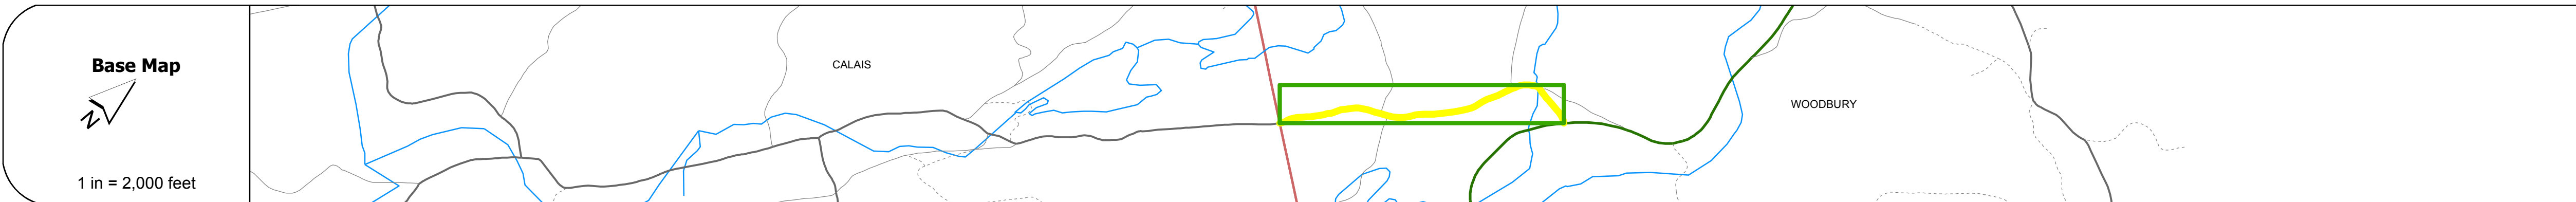 Base Map
N
1 in = 2,000 feet
CALAIS
WOODBURY